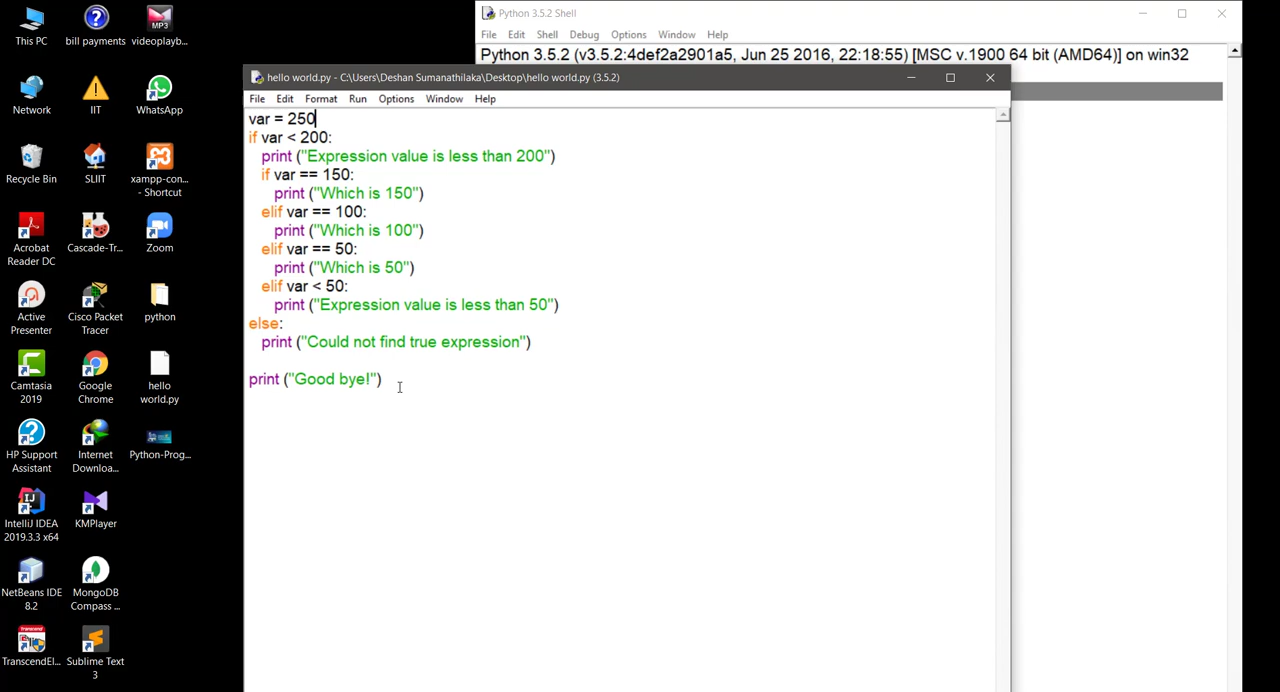 This PC
bill payments
videoplayb...
Network
IIT
WhatsApp
Recycle Bin
SLIIT
xampp-con...
- Shortcut
Acrobat
Reader DC
Cascade-Tr...
Zoom
Active
Presenter
Cisco Packet
Tracer
python
Camtasia
2019
Google
Chrome
hello
world.py
HP Support
Assistant
Internet
Downloa...
Python-Prog...
IntelliJ IDEA
2019.3.3 x64
KMPlayer
NetBeans IDE
8.2
MongoDB
Compass ...
TranscendEl...
Sublime Text
3
MP3
Python 3.5.2 Shell
File Edit Shell Debug Options Window Help
Python 3.5.2 (v3.5.2:4def2a2901a5, Jun 25 2016, 22:18:55) [MSC v.1900 64 bit (AMD64)] on win32
hello world.py - C:\Users\Deshan Sumanathilaka\Desktop\hello world.py (3.5.2)
File Edit Format Run Options Window Help
var = 250
if var < 200:
  print ("Expression value is less than 200")
  if var == 150:
    print ("Which is 150")
  elif var == 100:
    print ("Which is 100")
  elif var == 50:
    print ("Which is 50")
  elif var < 50:
    print ("Expression value is less than 50")
else:
  print ("Could not find true expression")
print ("Good bye!")